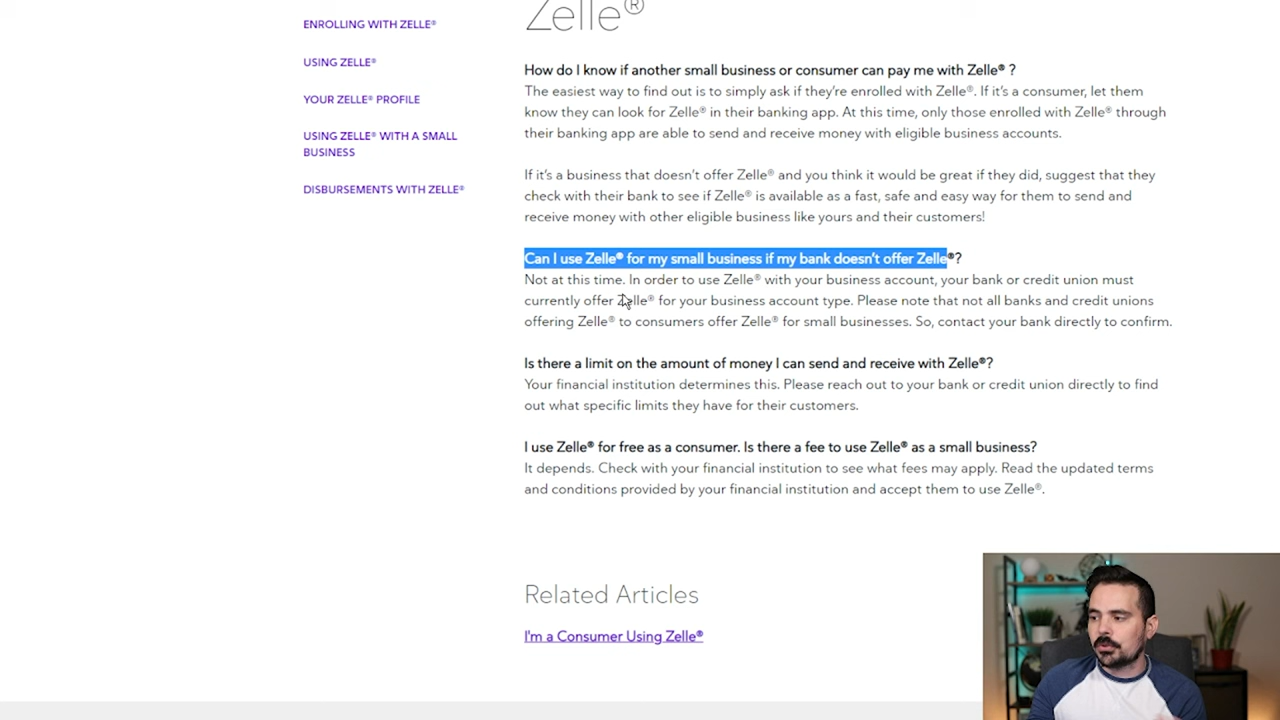 Zelle®
ENROLLING WITH ZELLE®
USING ZELLE®
YOUR ZELLE® PROFILE
USING ZELLE® WITH A SMALL
BUSINESS
DISBURSEMENTS WITH ZELLE®
How do I know if another small business or consumer can pay me with Zelle® ?
The easiest way to find out is to simply ask if they're enrolled with Zelle®. If it's a consumer, let them
know they can look for Zelle® in their banking app. At this time, only those enrolled with Zelle® through
their banking app are able to send and receive money with eligible business accounts.
If it's a business that doesn't offer Zelle® and you think it would be great if they did, suggest that they
check with their bank to see if Zelle® is available as a fast, safe and easy way for them to send and
receive money with other eligible business like yours and their customers!
Can I use Zelle® for my small business if my bank doesn't offer Zelle®?
Not at this time. In order to use Zelle® with your business account, your bank or credit union must
currently offer Zelle® for your business account type. Please note that not all banks and credit unions
offering Zelle® to consumers offer Zelle® for small businesses. So, contact your bank directly to confirm.
Is there a limit on the amount of money I can send and receive with Zelle®?
Your financial institution determines this. Please reach out to your bank or credit union directly to find
out what specific limits they have for their customers.
I use Zelle® for free as a consumer. Is there a fee to use Zelle® as a small business?
It depends. Check with your financial institution to see what fees may apply. Read the updated terms
and conditions provided by your financial institution and accept them to use Zelle®.
Related Articles
I'm a Consumer Using Zelle®